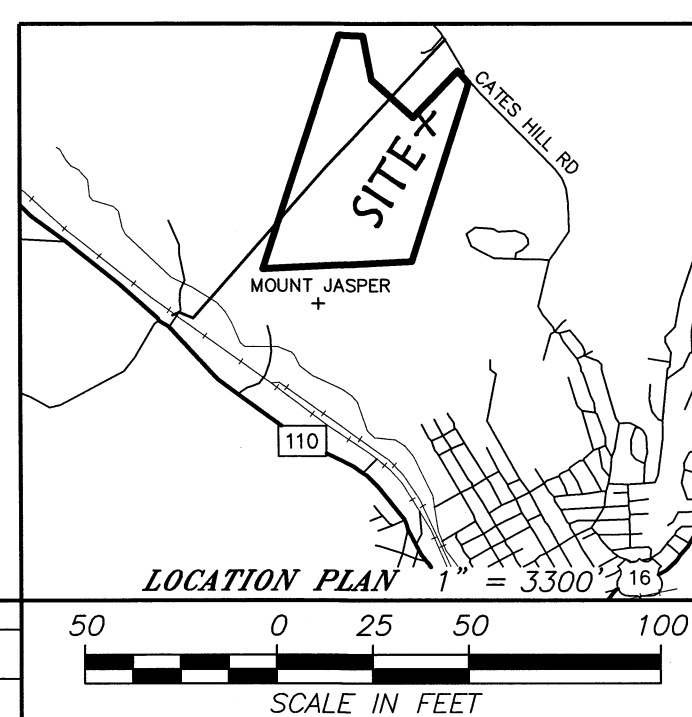 CATES HILL RD
SITE
MOUNT JASPER
110
LOCATION PLAN 1" = 3300'
16
50 0 25 50 100
SCALE IN FEET